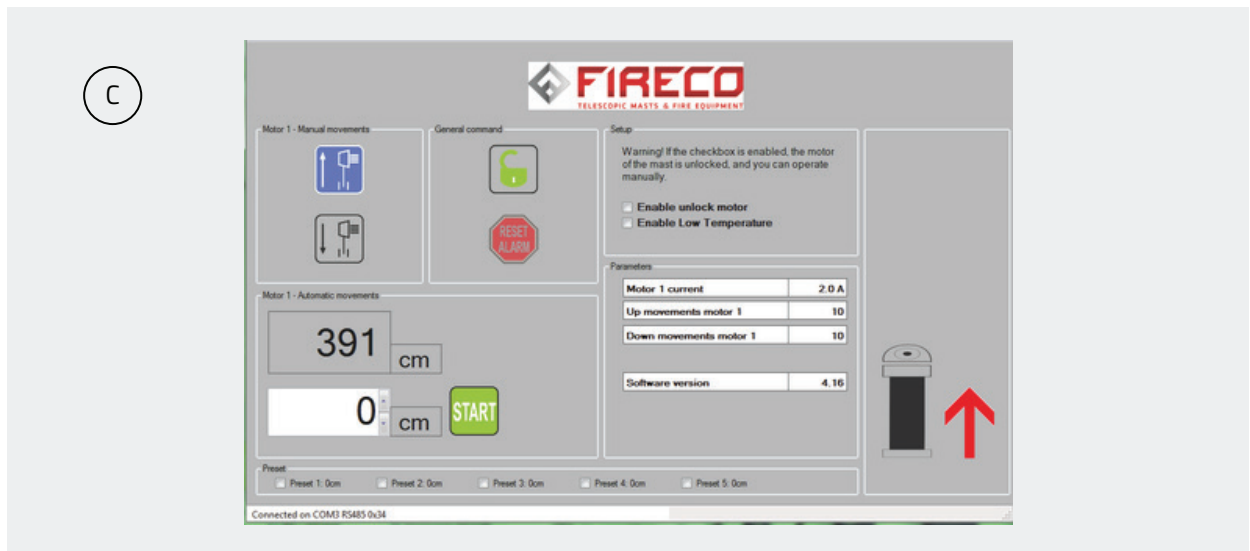 C
FIRECO
TELESCOPIC MASTS & FIRE EQUIPMENT
Motor 1 - Manual movements
General command
RESET
ALARM
Setup
Warning! If the checkbox is enabled, the motor
of the mast is unlocked, and you can operate
manually.
Enable unlock motor
Enable Low Temperature
Motor 1 - Automatic movements
391 cm
0 cm START
Parameters
Motor 1 current 2.0 A
Up movements motor 1 10
Down movements motor 1 10
Software version 4.16
Preset
Preset 1: 0cm Preset 2: 0cm Preset 3: 0cm Preset 4: 0cm Preset 5: 0cm
Connected on COM3 RS485 0x34